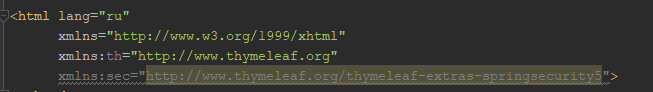 <html lang="ru"
xmlns="http://www.w3.org/1999/xhtml"
xmlns:th="http://www.thymeleaf.org"
xmlns:sec="http://www.thymeleaf.org/thymeleaf-extras-springsecurity5">